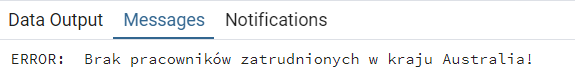 Data Output Messages Notifications
ERROR:  Brak pracowników zatrudnionych w kraju Australia!